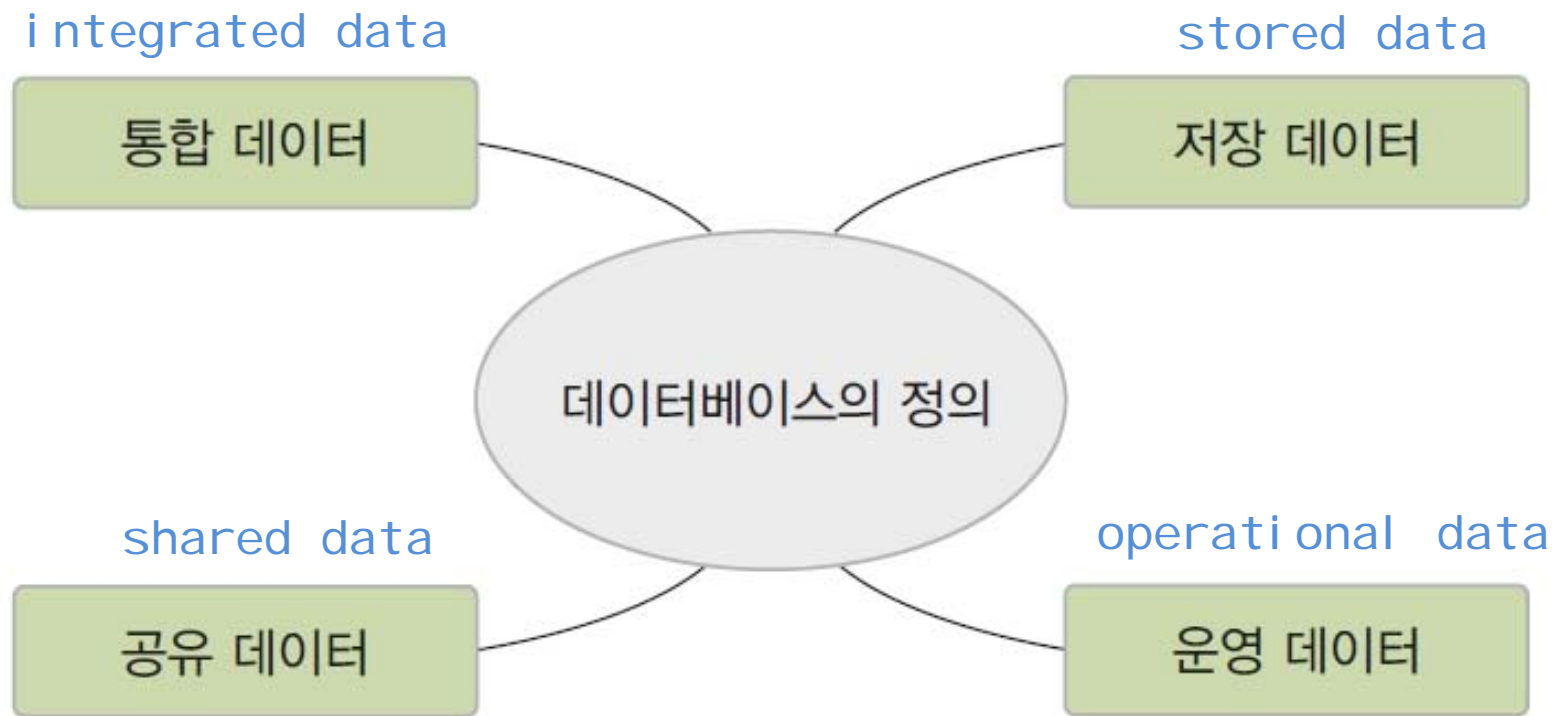 integrated data
stored data
통합 데이터
저장 데이터
데이터베이스의 정의
shared data
operational data
공유 데이터
운영 데이터